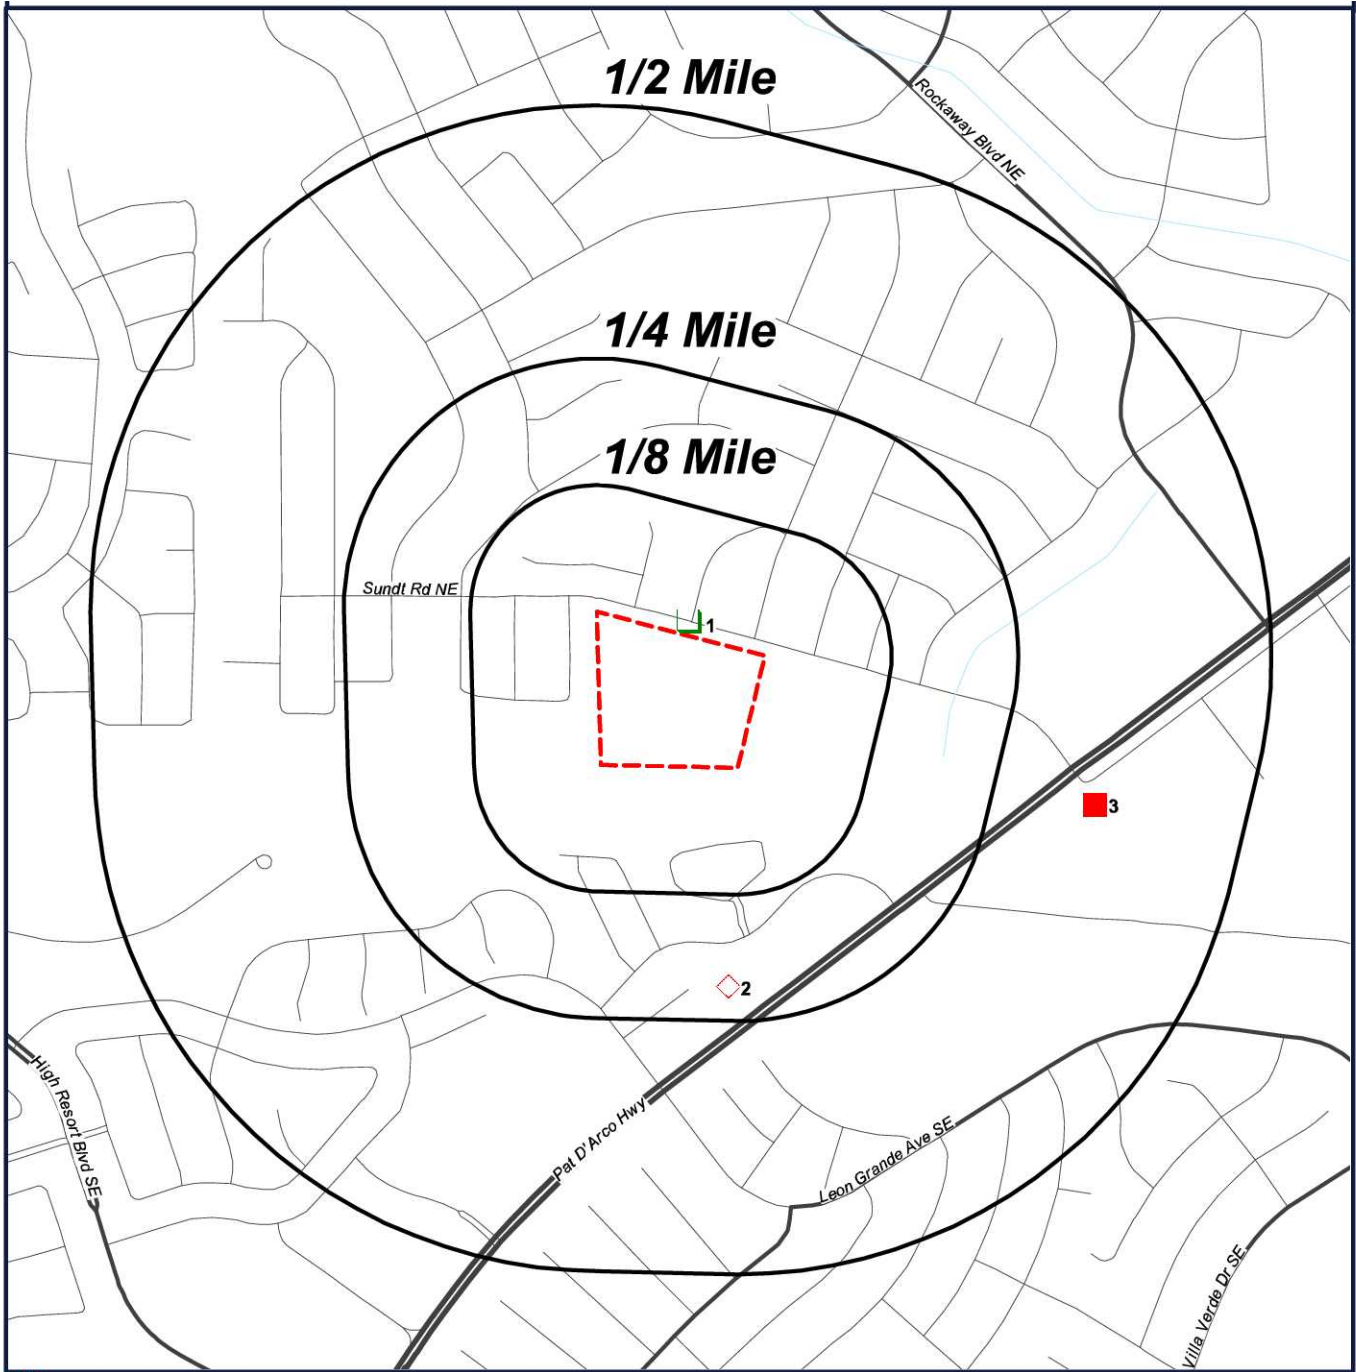 1/2 Mile
Rockaway Blvd NE
1/4 Mile
1/8 Mile
Sundt Rd NE
1
3
2
High Resort Blvd SE
Pat D'Arco Hwy
Leon Grande Ave SE
Villa Verde Dr SE